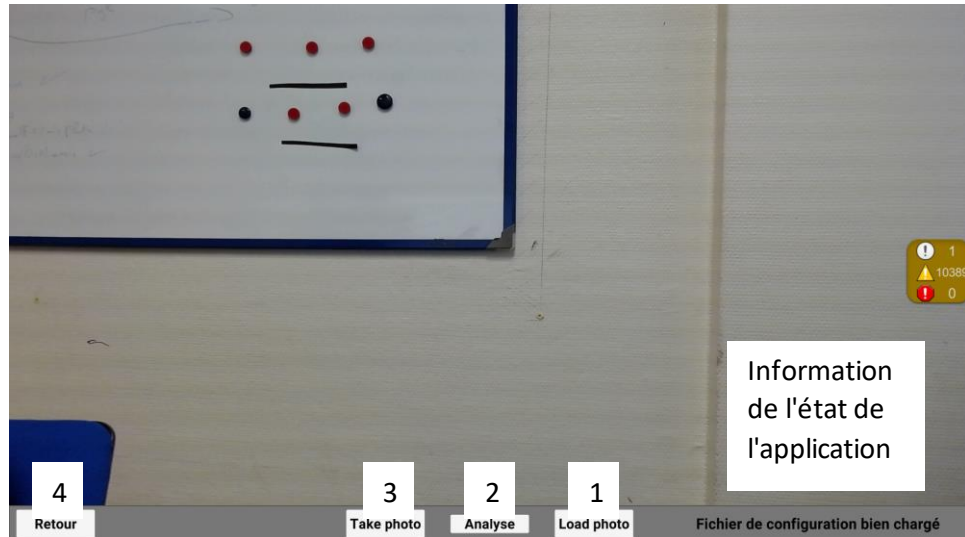 1
10389
0
Information
de l'état de
l'application
4
3
2
1
Retour
Take photo
Analyse
Load photo
Fichier de configuration bien chargé